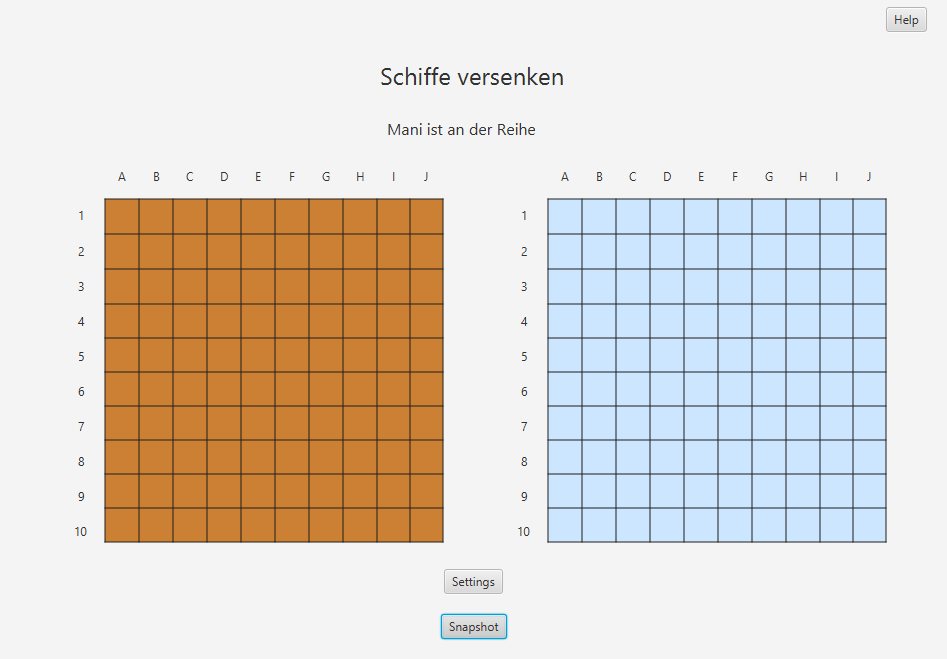 Help
Schiffe versenken
Mani ist an der Reihe
A B C D E F G H I J A B C D E F G H I J
1 1
2 2
3 3
4 4
5 5
6 6
7 7
8 8
9 9
10 10
Settings
Snapshot